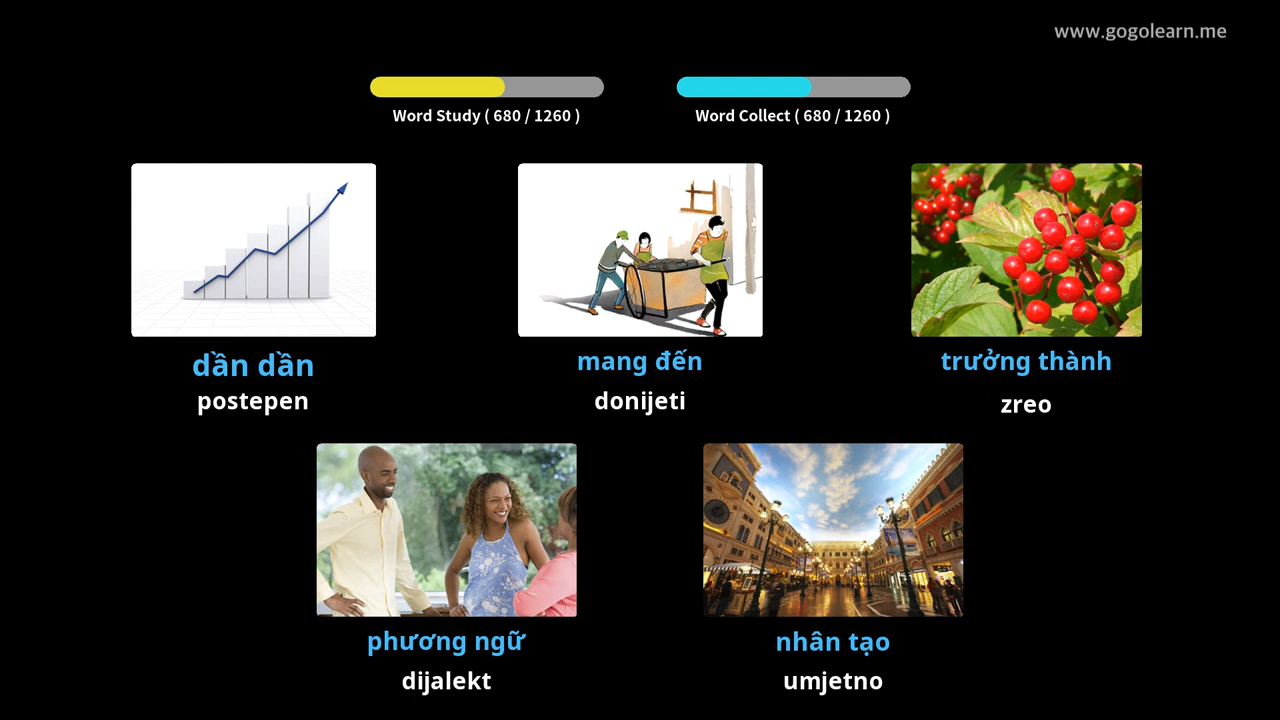 www.gogolearn.me
Word Study ( 680 / 1260 )
Word Collect ( 680 / 1260 )
dần dần
postepen
mang đến
donijeti
trưởng thành
zreo
phương ngữ
dijalekt
nhân tạo
umjetno